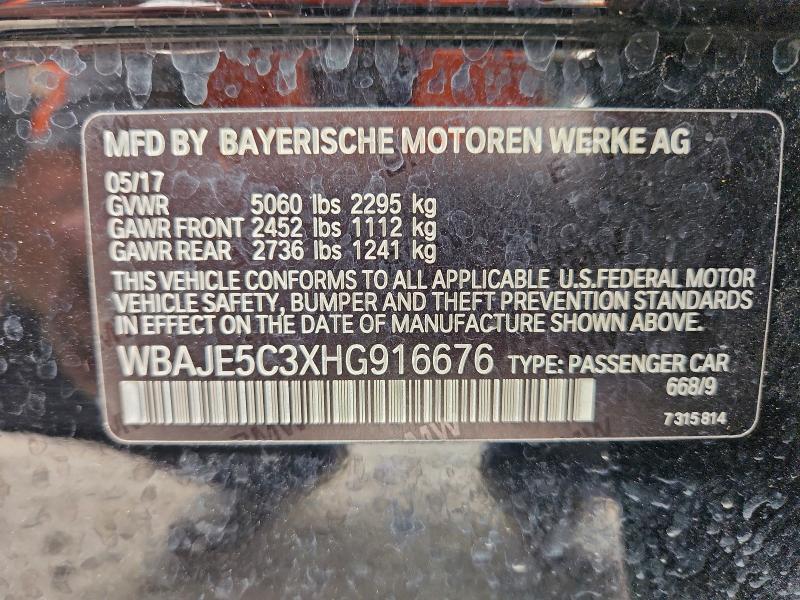 MFD BY BAYERISCHE MOTOREN WERKE AG
05/17
GVWR 5060 lbs 2295 kg
GAWR FRONT 2452 lbs 1112 kg
GAWR REAR 2736 lbs 1241 kg
THIS VEHICLE CONFORMS TO ALL APPLICABLE U.S.FEDERAL MOTOR
VEHICLE SAFETY, BUMPER AND THEFT PREVENTION STANDARDS
IN EFFECT ON THE DATE OF MANUFACTURE SHOWN ABOVE.
WBAJE5C3XHG916676 TYPE: PASSENGER CAR
668/9
7315814